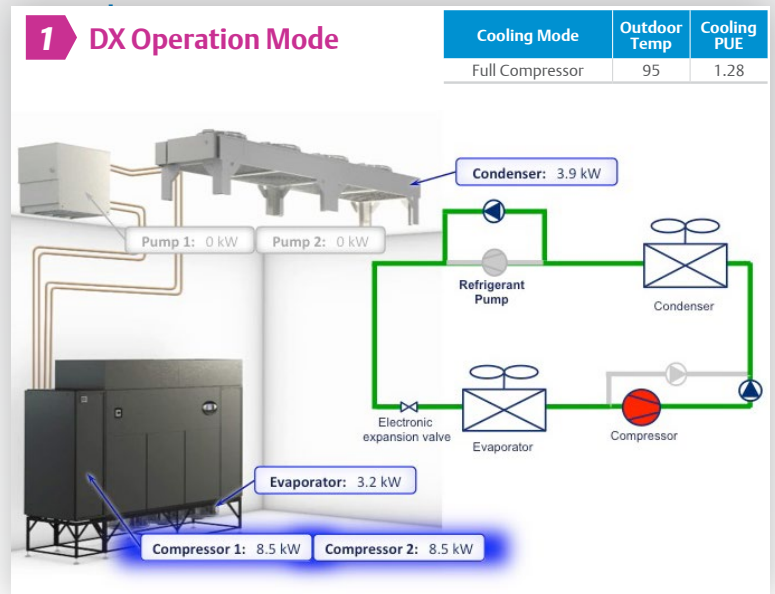 1 DX Operation Mode
Cooling Mode Outdoor Temp Cooling PUE
Full Compressor 95 1.28
Condenser: 3.9 kW
Pump 1: 0 kW Pump 2: 0 kW
Refrigerant
Pump
Condenser
Electronic
expansion valve
Evaporator
Compressor
Evaporator: 3.2 kW
Compressor 1: 8.5 kW Compressor 2: 8.5 kW